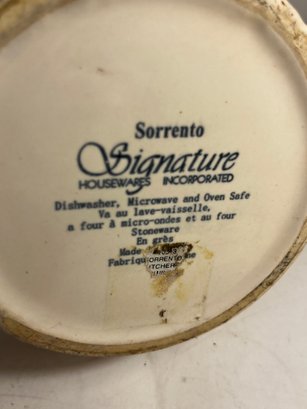 Sorrento
Signature
HOUSEWARES INCORPORATED
Dishwasher, Microwave and Oven Safe
Va au lave-vaisselle,
a four à micro-ondes et au four
Stoneware
En grès
Made
Fabriqu